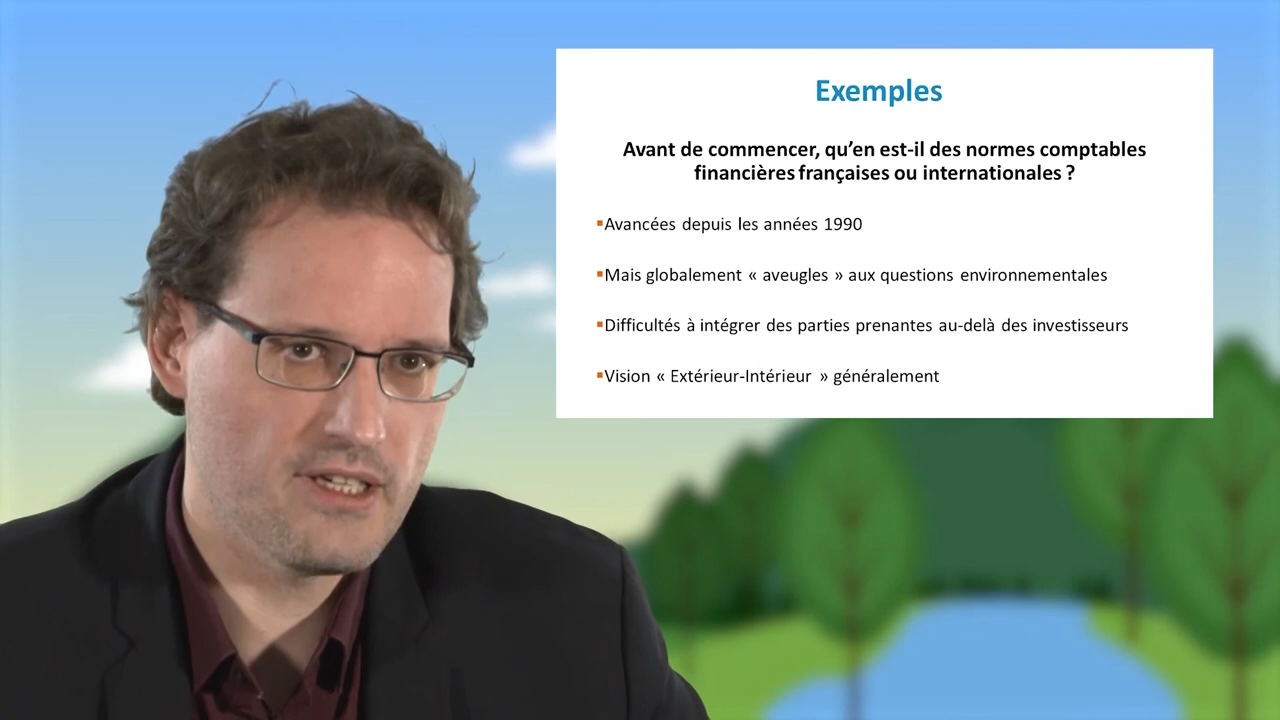 Exemples
Avant de commencer, qu’en est-il des normes comptables
financières françaises ou internationales ?
▪Avancées depuis les années 1990
▪Mais globalement « aveugles » aux questions environnementales
▪Difficultés à intégrer des parties prenantes au-delà des investisseurs
▪Vision « Extérieur-Intérieur » généralement